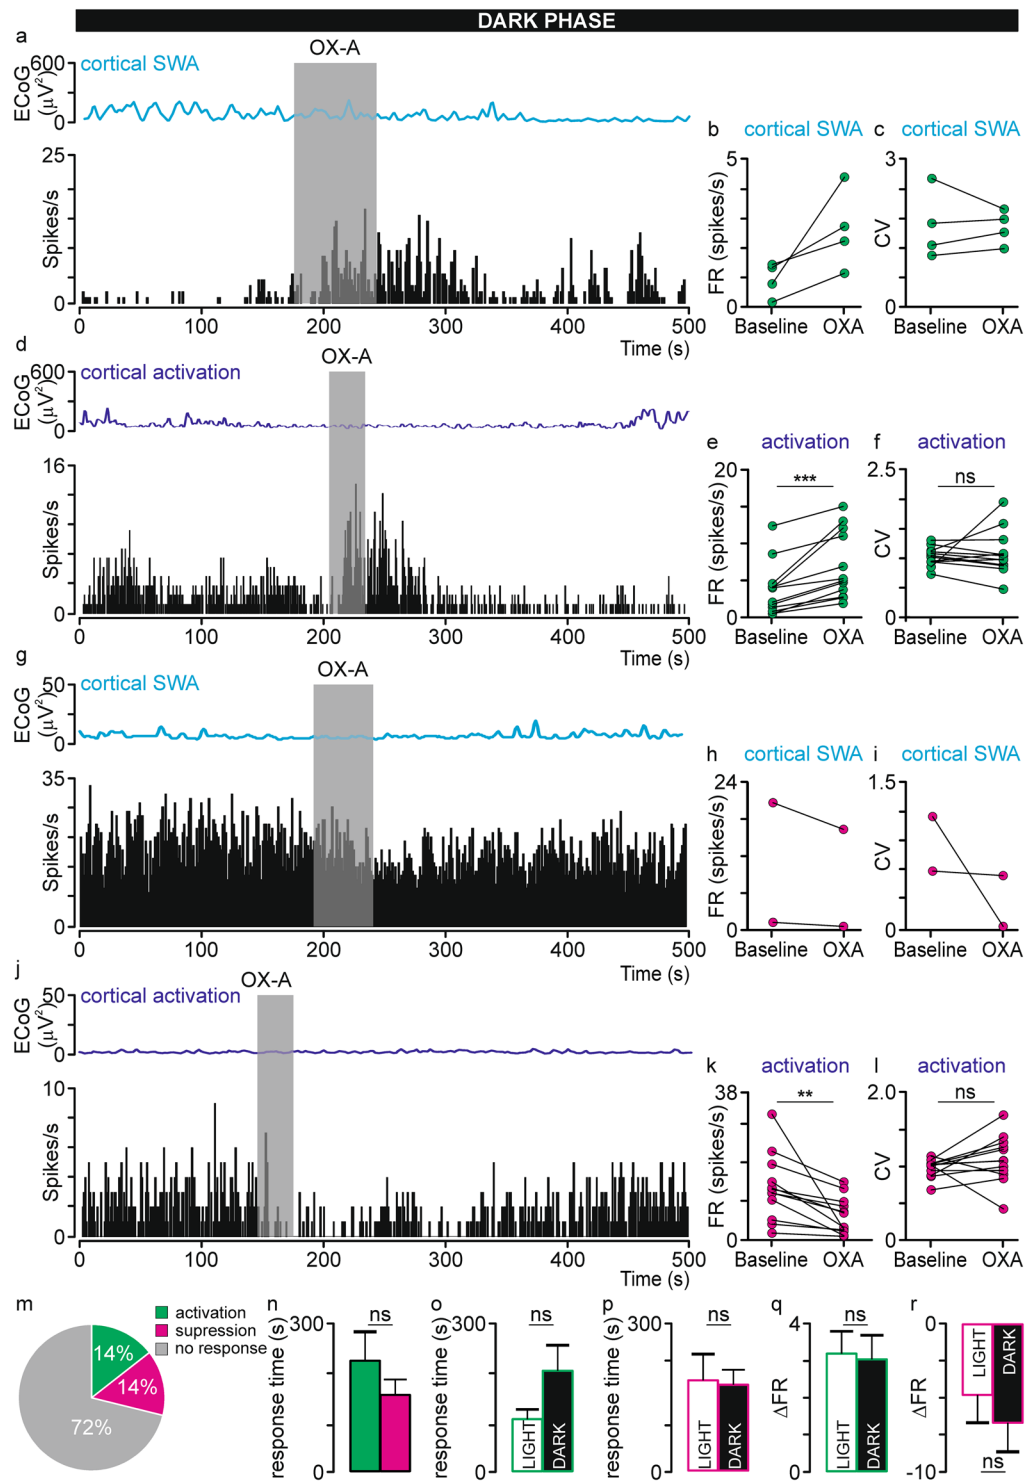 DARK PHASE
a
OX-A
600
cortical SWA
ECoG
(μV²)
0
25
Spikes/s
0
0 100 200 300 400 500
Time (s)
b cortical SWA
5
FR (spikes/s)
0
Baseline OXA
c cortical SWA
3
CV
0
Baseline OXA
d
OX-A
600
cortical activation
ECoG
(μV²)
0
16
Spikes/s
0
0 100 200 300 400 500
Time (s)
e activation
20
***
FR (spikes/s)
0
Baseline OXA
f activation
2.5
ns
CV
0
Baseline OXA
g
OX-A
50
cortical SWA
ECoG
(μV²)
0
35
Spikes/s
0
0 100 200 300 400 500
Time (s)
h cortical SWA
24
FR (spikes/s)
0
Baseline OXA
i cortical SWA
1.5
CV
0
Baseline OXA
j
OX-A
50
cortical activation
ECoG
(μV²)
0
10
Spikes/s
0
0 100 200 300 400 500
Time (s)
k activation
38
**
FR (spikes/s)
0
Baseline OXA
l activation
2.0
ns
CV
0
Baseline OXA
m
activation
supression
no response
14%
14%
72%
n
300
ns
response time (s)
0
o
300
ns
response time (s)
LIGHT
DARK
0
p
300
ns
response time (s)
LIGHT
DARK
0
q
4
ns
ΔFR
LIGHT
DARK
0
r
0
LIGHT
DARK
ΔFR
-10
ns